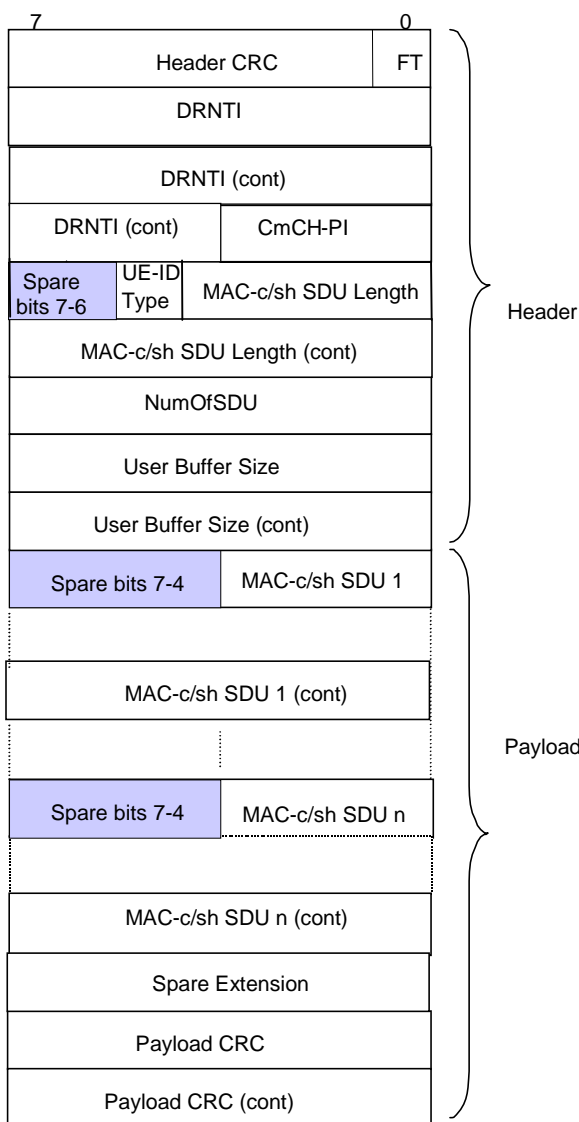 7 0
Header CRC FT
DRNTI
DRNTI (cont)
DRNTI (cont) CmCH-PI
Spare bits 7-6 UE-ID Type MAC-c/sh SDU Length
MAC-c/sh SDU Length (cont)
NumOfSDU
User Buffer Size
User Buffer Size (cont)
Header
Spare bits 7-4 MAC-c/sh SDU 1
MAC-c/sh SDU 1 (cont)
Spare bits 7-4 MAC-c/sh SDU n
MAC-c/sh SDU n (cont)
Spare Extension
Payload CRC
Payload CRC (cont)
Payload